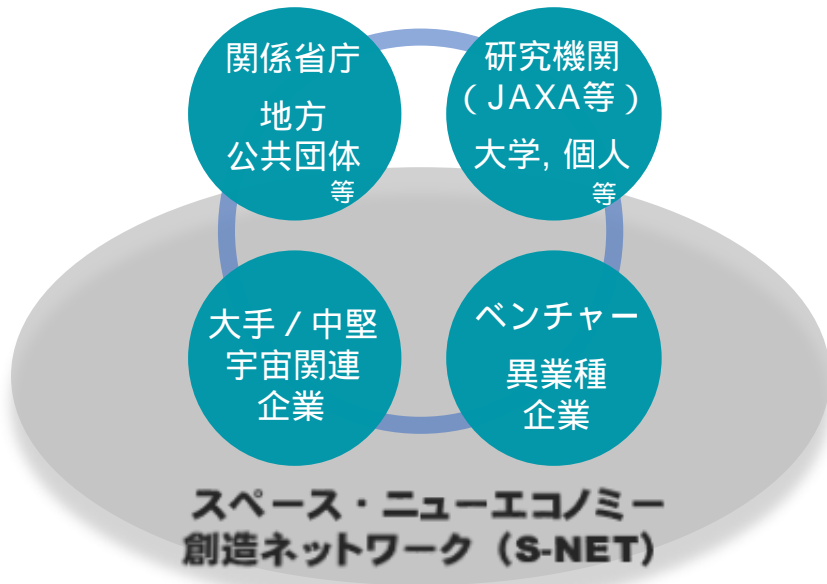 関係省庁
地方
公共団体
等
研究機関
(JAXA等)
大学, 個人
等
大手/中堅
宇宙関連
企業
ベンチャー
異業種
企業
スペース・ニューエコノミー
創造ネットワーク(S-NET)